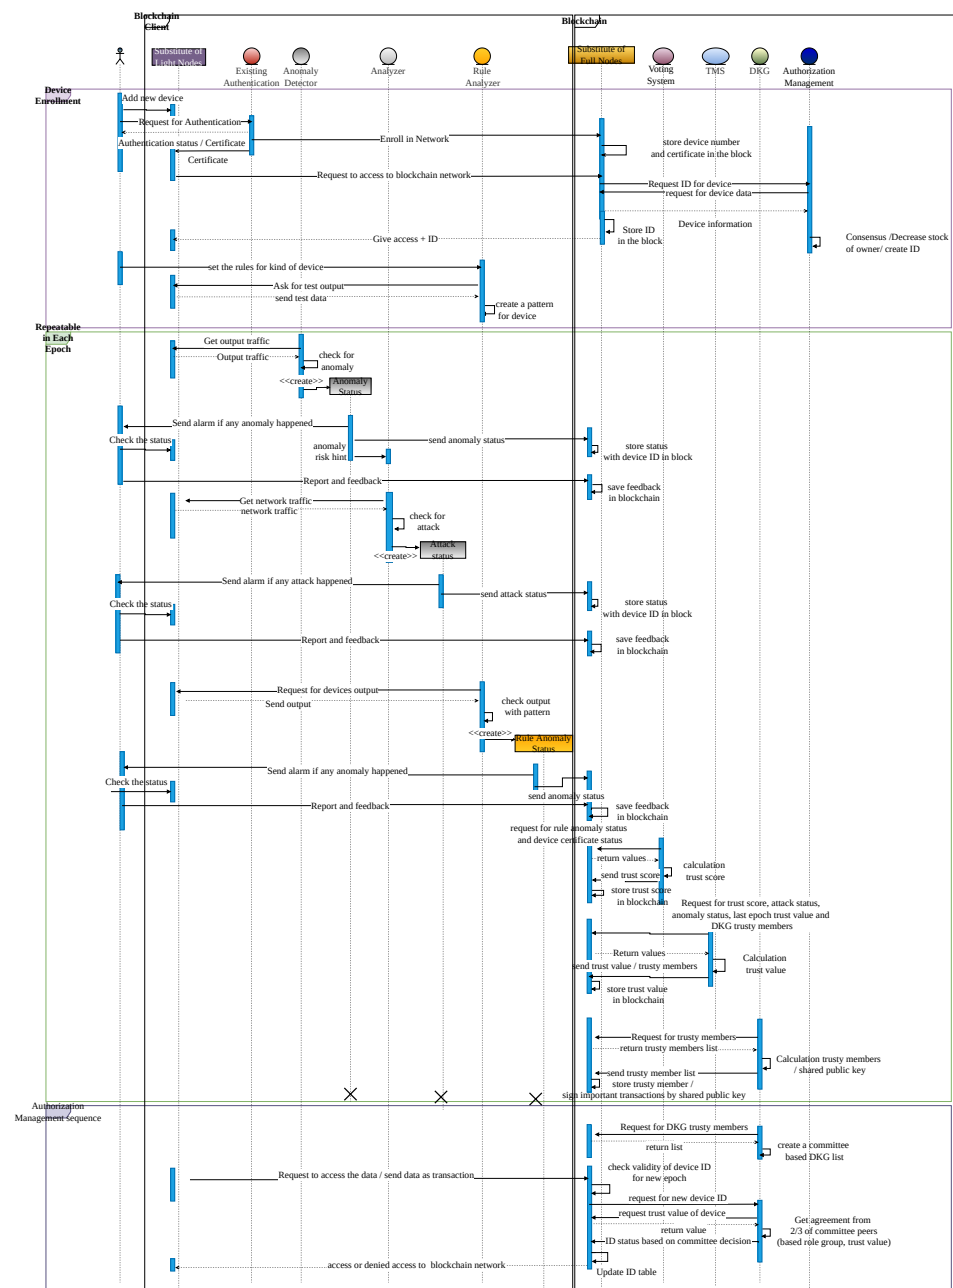 Blockchain
Client
Blockchain
Substitute of
Light Nodes
Existing
Authentication
Anomaly
Detector
Analyzer
Rule
Analyzer
Substitute of
Full Nodes
Voting
System
TMS
DKG
Authorization
Management
Device
Enrollment
Add new device
Request for Authentication
Authentication status / Certificate
Certificate
Enroll in Network
store device number
and certificate in the block
Request to access to blockchain network
Request ID for device
request for device data
Device information
Store ID
in the block
Give access + ID
Consensus /Decrease stock
of owner/ create ID
set the rules for kind of device
Ask for test output
send test data
create a pattern
for device
Repeatable
in Each
Epoch
Get output traffic
Output traffic
check for
anomaly
<<create>>
Anomaly
Status
Send alarm if any anomaly happened
send anomaly status
Check the status
anomaly
risk hint
store status
with device ID in block
Report and feedback
save feedback
in blockchain
Get network traffic
network traffic
check for
attack
<<create>>
Attack
status
Send alarm if any attack happened
send attack status
Check the status
store status
with device ID in block
Report and feedback
save feedback
in blockchain
Request for devices output
Send output
check output
with pattern
<<create>>
Rule Anomaly
Status
Send alarm if any anomaly happened
Check the status
send anomaly status
Report and feedback
save feedback
in blockchain
request for rule anomaly status
and device certificate status
return values
calculation
trust score
send trust score
store trust score
in blockchain
Request for trust score, attack status,
anomaly status, last epoch trust value and
DKG trusty members
Return values
Calculation
trust value
send trust value / trusty members
store trust value
in blockchain
Request for trusty members
return trusty members list
Calculation trusty members
/ shared public key
send trusty member list
store trusty member /
sign important transactions by shared public key
Authorization
Management sequence
Request for DKG trusty members
return list
create a committee
based DKG list
Request to access the data / send data as transaction
check validity of device ID
for new epoch
request for new device ID
request trust value of device
return value
Get agreement from
2/3 of committee peers
(based role group, trust value)
ID status based on committee decision
access or denied access to blockchain network
Update ID table